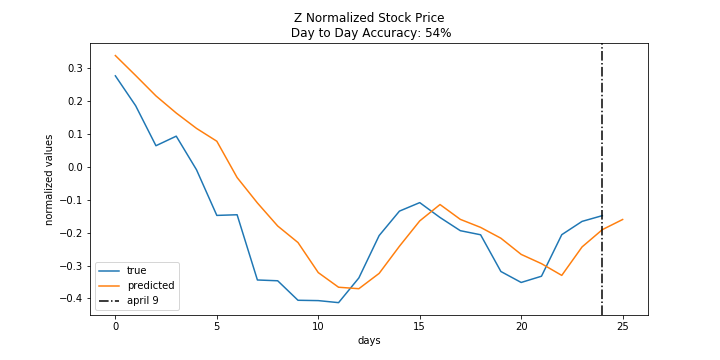 Z Normalized Stock Price
Day to Day Accuracy: 54%
normalized values
0.3
0.2
0.1
0.0
−0.1
−0.2
−0.3
−0.4
true
predicted
april 9
0 5 10 15 20 25
days